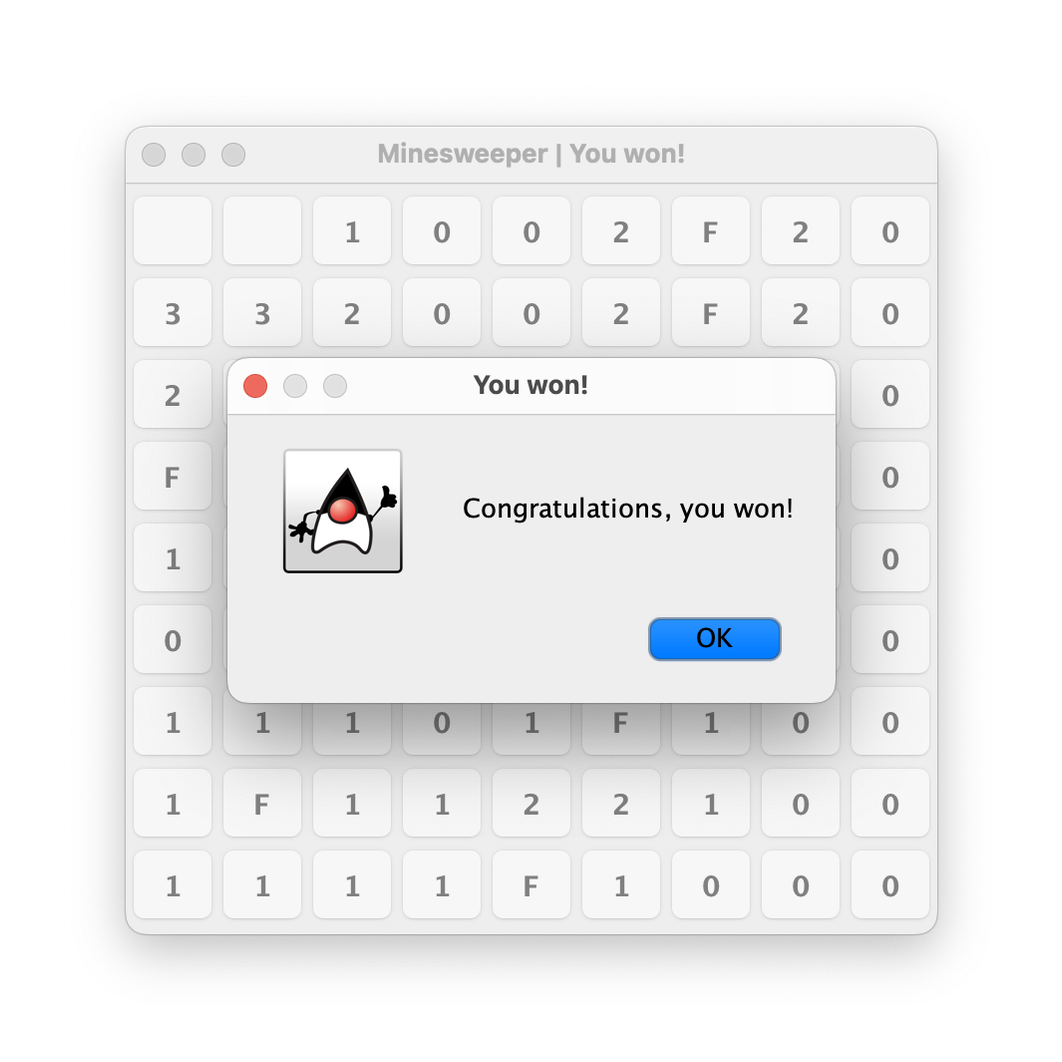 Minesweeper | You won!
1 0 0 2 F 2 0
3 3 2 0 0 2 F 2 0
2 0
You won!
F 0
Congratulations, you won!
1 0
0 0
OK
1 1 1 0 1 F 1 0 0
1 F 1 1 2 2 1 0 0
1 1 1 1 F 1 0 0 0